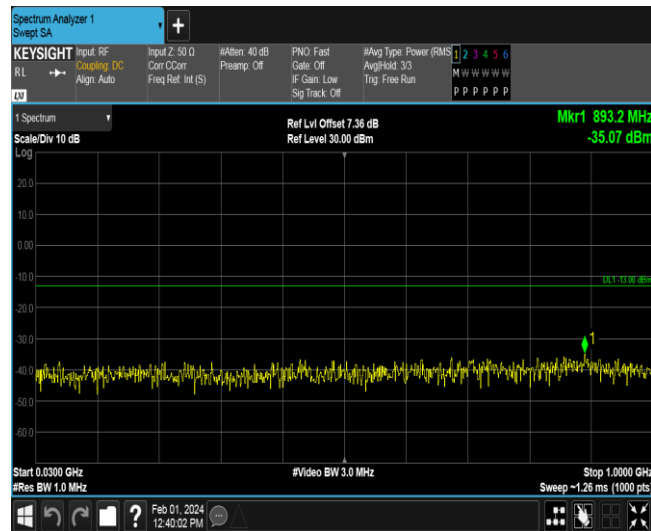 Spectrum Analyzer 1
Swept SA
+
KEYSIGHT
RL
LXI
Input: RF
Coupling: DC
Align: Auto
Input Z: 50 Ω
Corr CCorr
Freq Ref: Int (S)
#Atten: 40 dB
Preamp: Off
PNO: Fast
Gate: Off
IF Gain: Low
Sig Track: Off
#Avg Type: Power (RMS
Avg|Hold: 3/3
Trig: Free Run
1 2 3 4 5 6
M W W W W W
P P P P P P
1 Spectrum
Scale/Div 10 dB
Log
Ref Lvl Offset 7.36 dB
Ref Level 30.00 dBm
Mkr1 893.2 MHz
-35.07 dBm
20.0
10.0
0.00
-10.0
DL1 -13.00 dBm
-20.0
-30.0
1
-40.0
-50.0
-60.0
Start 0.0300 GHz
#Res BW 1.0 MHz
#Video BW 3.0 MHz
Stop 1.0000 GHz
Sweep ~1.26 ms (1000 pts
?
Feb 01, 2024
12:40:02 PM